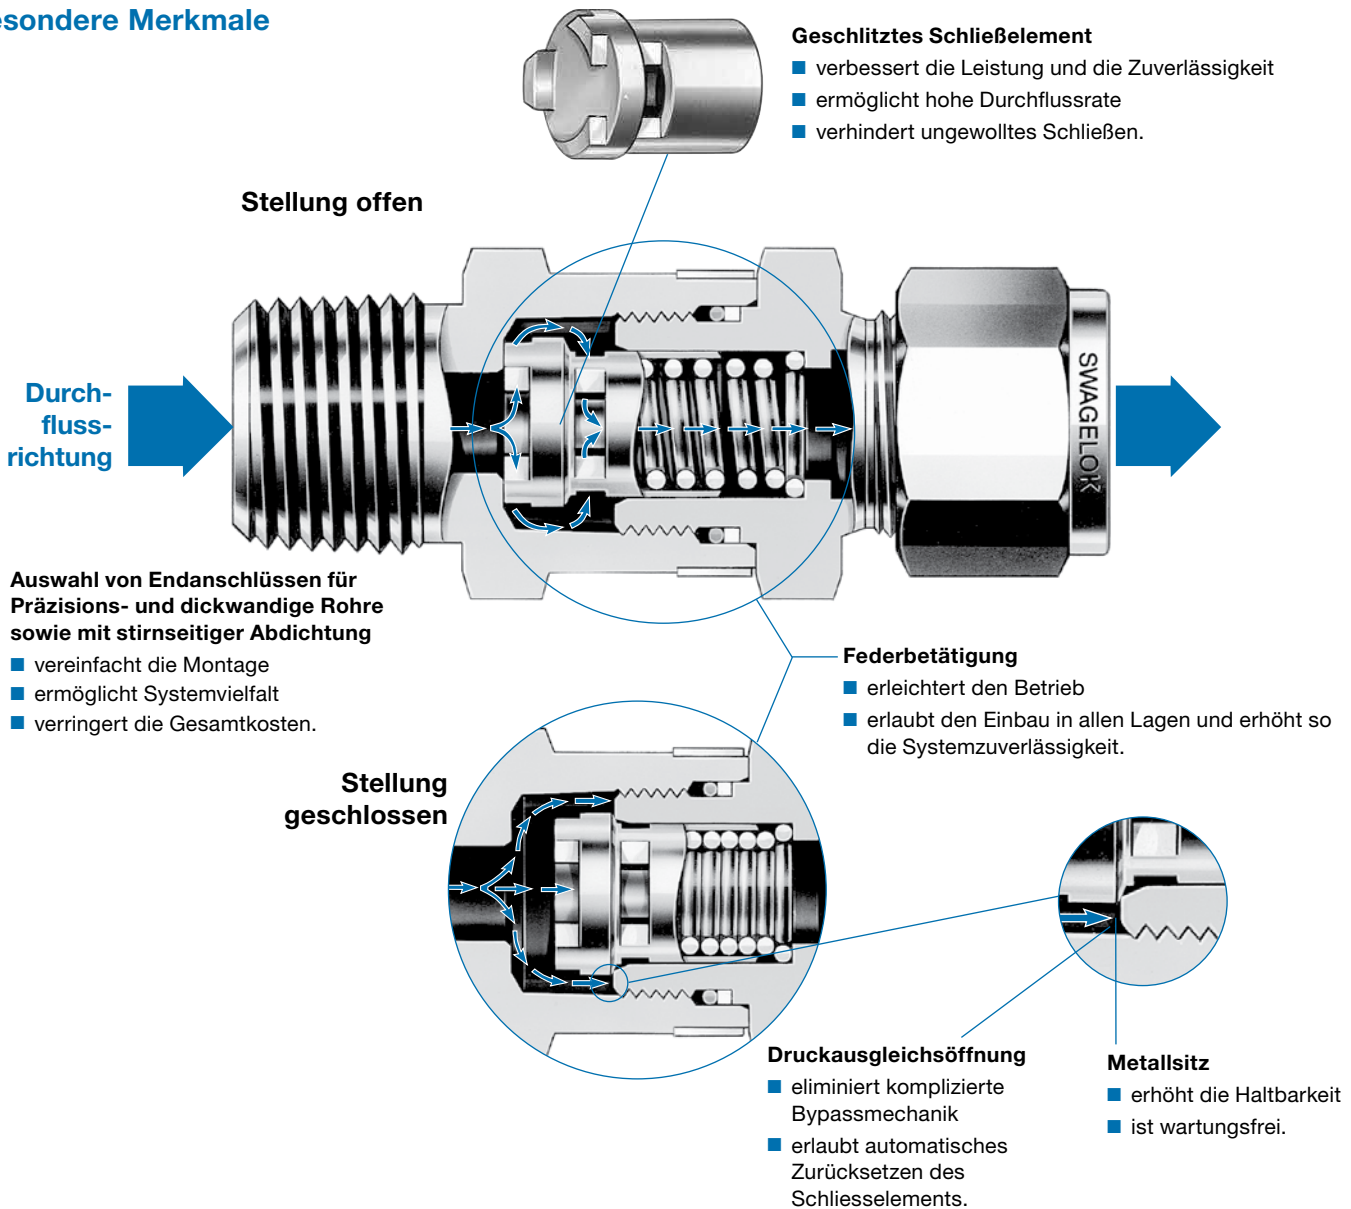 esondere Merkmale
Geschlitztes Schließelement
verbessert die Leistung und die Zuverlässigkeit
ermöglicht hohe Durchflussrate
verhindert ungewolltes Schließen.
Stellung offen
Durch-
fluss-
richtung
SWAGELOK
Auswahl von Endanschlüssen für
Präzisions- und dickwandige Rohre
sowie mit stirnseitiger Abdichtung
vereinfacht die Montage
ermöglicht Systemvielfalt
verringert die Gesamtkosten.
Federbetätigung
erleichtert den Betrieb
erlaubt den Einbau in allen Lagen und erhöht so
die Systemzuverlässigkeit.
Stellung
geschlossen
Druckausgleichsöffnung
eliminiert komplizierte
Bypassmechanik
erlaubt automatisches
Zurücksetzen des
Schliesselements.
Metallsitz
erhöht die Haltbarkeit
ist wartungsfrei.